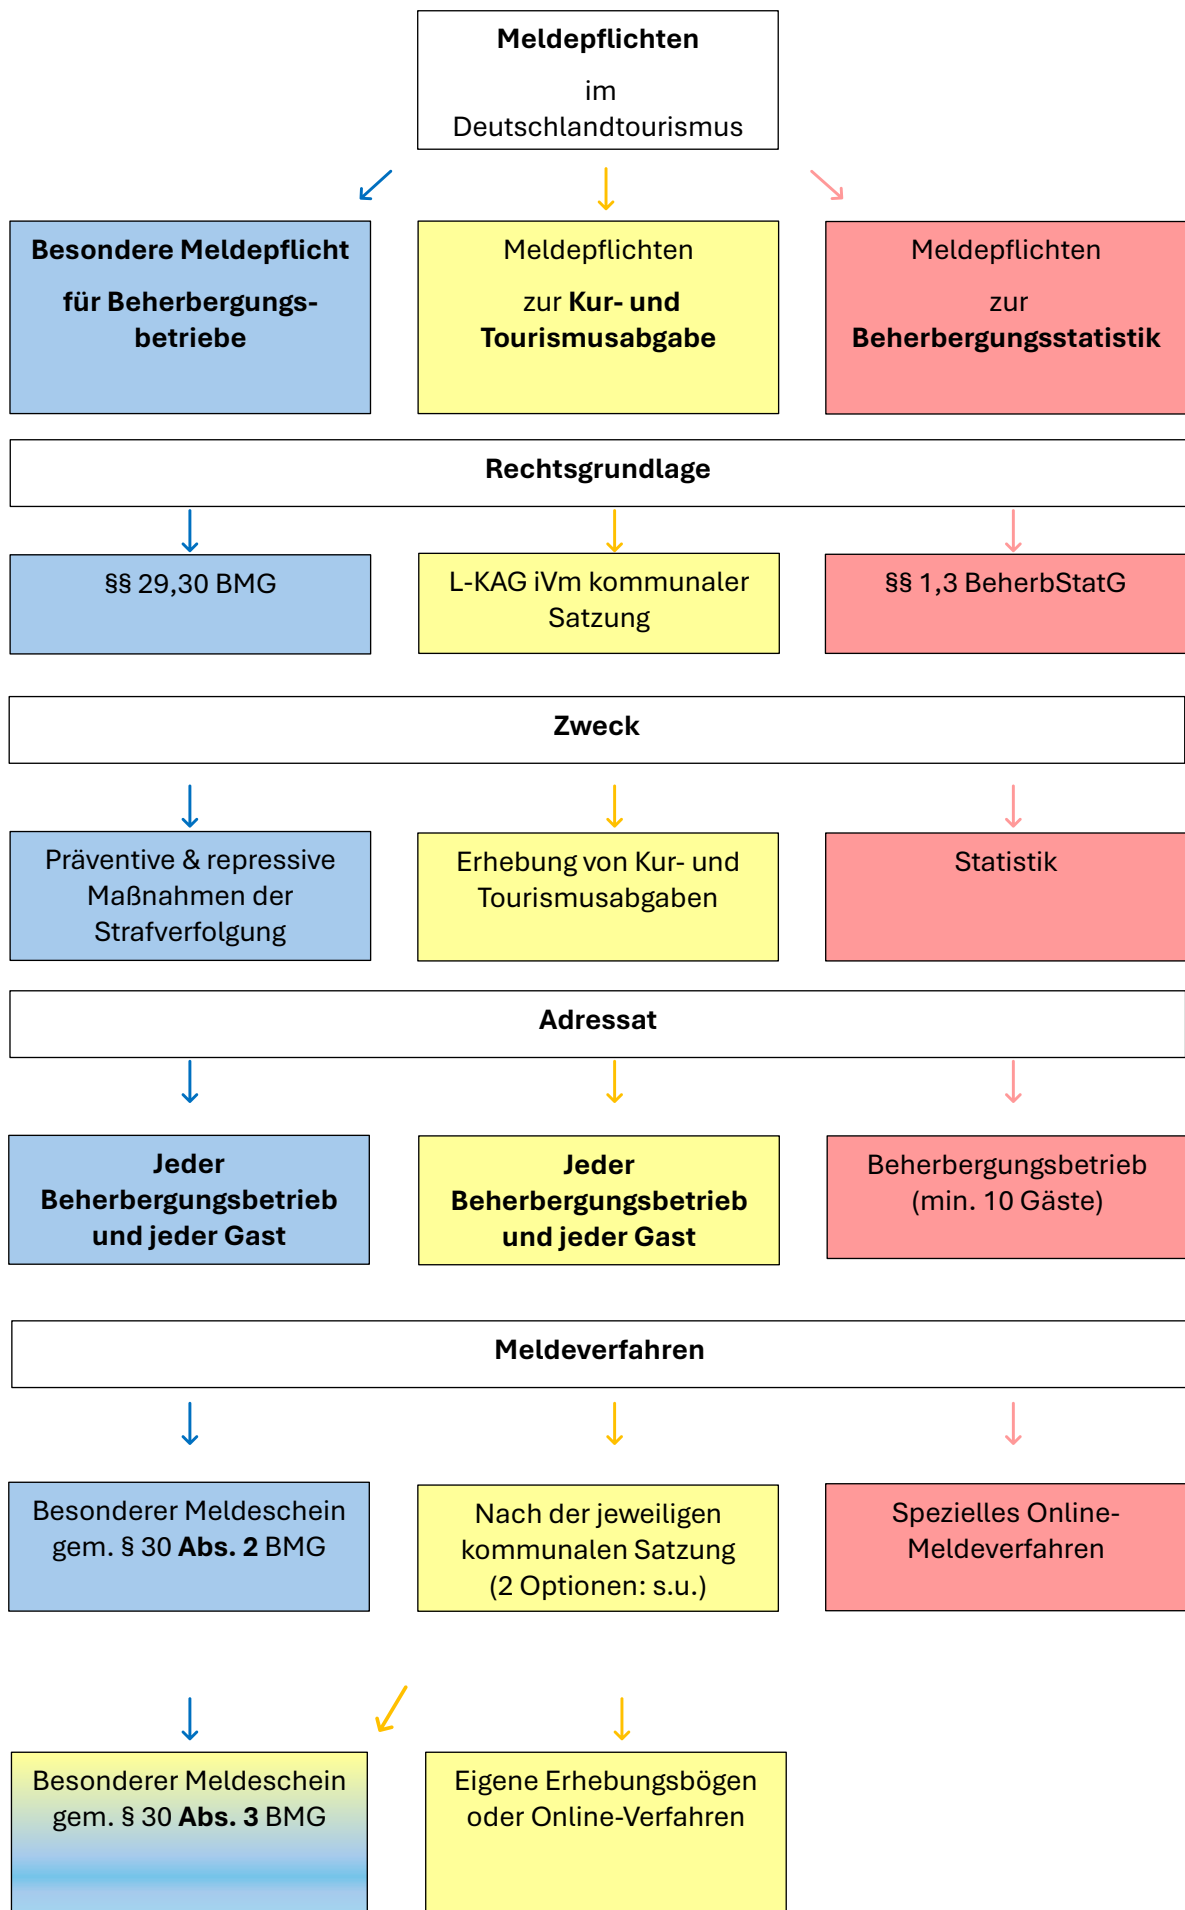 Meldepflichten
im
Deutschlandtourismus
Besondere Meldepflicht
für Beherbergungs-
betriebe
Meldepflichten
zur Kur- und
Tourismusabgabe
Meldepflichten
zur
Beherbergungsstatistik
Rechtsgrundlage
§§ 29,30 BMG
L-KAG iVm kommunaler
Satzung
§§ 1,3 BeherbStatG
Zweck
Präventive & repressive
Maßnahmen der
Strafverfolgung
Erhebung von Kur- und
Tourismusabgaben
Statistik
Adressat
Jeder
Beherbergungsbetrieb
und jeder Gast
Jeder
Beherbergungsbetrieb
und jeder Gast
Beherbergungsbetrieb
(min. 10 Gäste)
Meldeverfahren
Besonderer Meldeschein
gem. § 30 Abs. 2 BMG
Nach der jeweiligen
kommunalen Satzung
(2 Optionen: s.u.)
Spezielles Online-
Meldeverfahren
Besonderer Meldeschein
gem. § 30 Abs. 3 BMG
Eigene Erhebungsbögen
oder Online-Verfahren